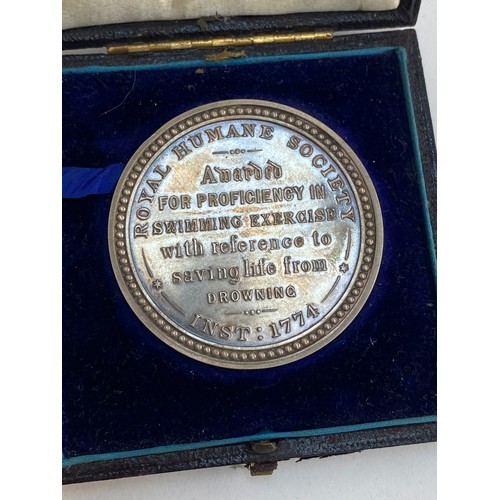 ROYAL HUMANE SOCIETY
Awarded
FOR PROFICIENCY IN
SWIMMING EXERCISE
with reference to
saving life from
DROWNING
INST: 1774